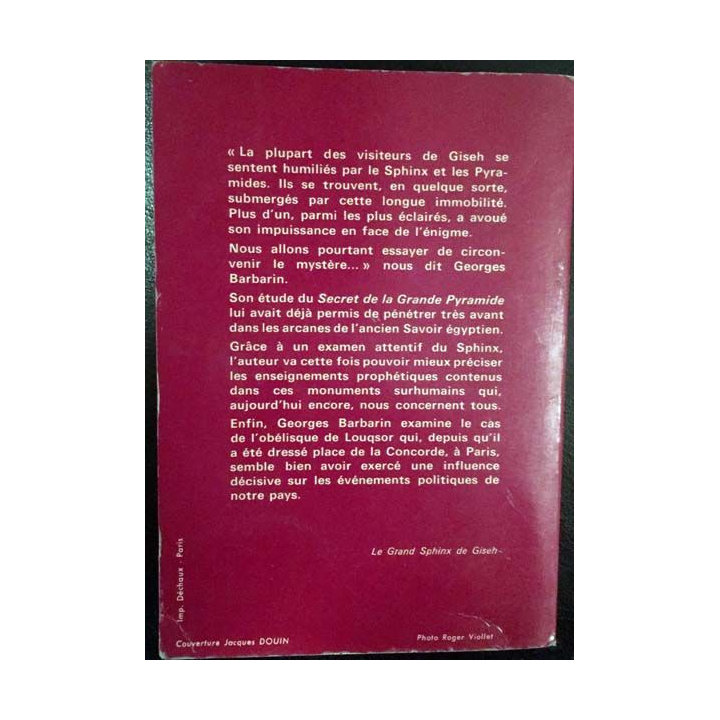 « La plupart des visiteurs de Giseh se
sentent humiliés par le Sphinx et les Pyra-
mides. Ils se trouvent, en quelque sorte,
submergés par cette longue immobilité.
Plus d'un, parmi les plus éclairés, a avoué
son impuissance en face de l'énigme.
Nous allons pourtant essayer de circon-
venir le mystère... » nous dit Georges
Barbarin.
Son étude du Secret de la Grande Pyramide
lui avait déjà permis de pénétrer très avant
dans les arcanes de l'ancien Savoir égyptien.
Grâce à un examen attentif du Sphinx,
l'auteur va cette fois pouvoir mieux préciser
les enseignements prophétiques contenus
dans ces monuments surhumains qui,
aujourd'hui encore, nous concernent tous.
Enfin, Georges Barbarin examine le cas
de l'obélisque de Louqsor qui, depuis qu'il
a été dressé place de la Concorde, à Paris,
semble bien avoir exercé une influence
décisive sur les événements politiques de
notre pays.
Le Grand Sphinx de Giseh
Imp. Déchaux - Paris
Couverture Jacques DOUIN
Photo Roger Viollet